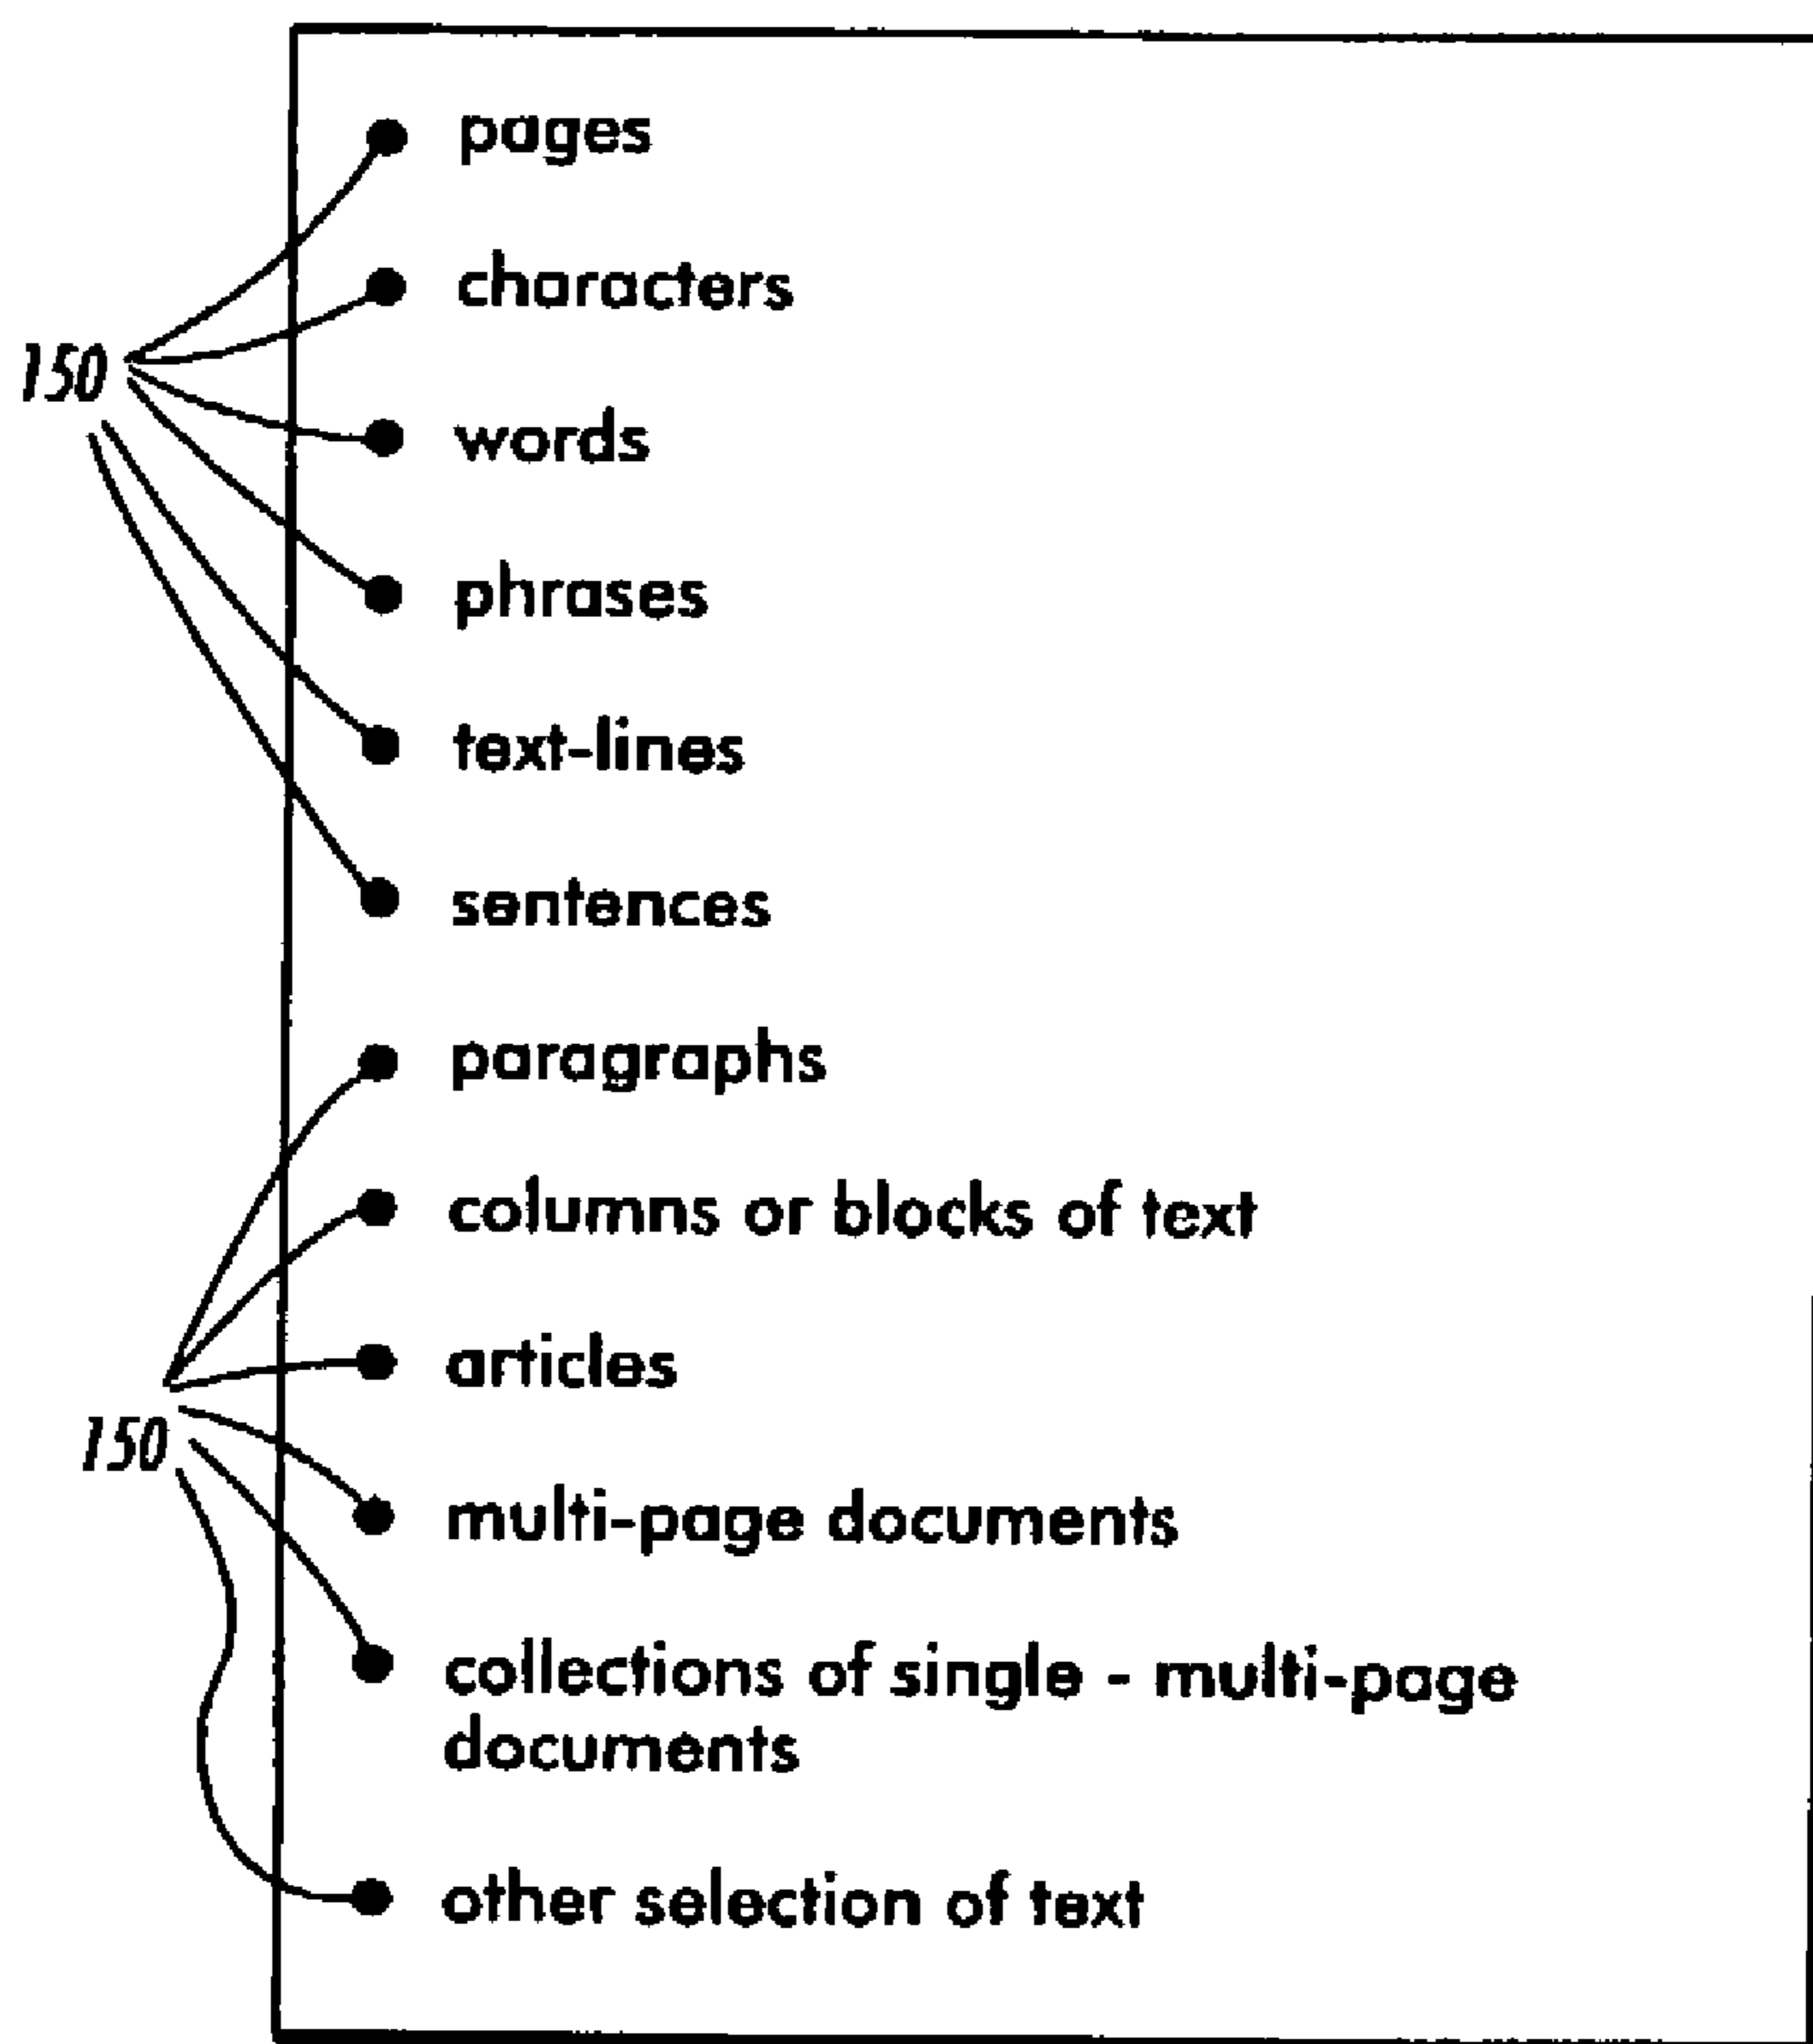 pages
characters
150
words
phrases
text-lines
sentences
paragraphs
columns or blocks of text
articles
150
multi-page documents
collections of single - multi-page
documents
other selection of text